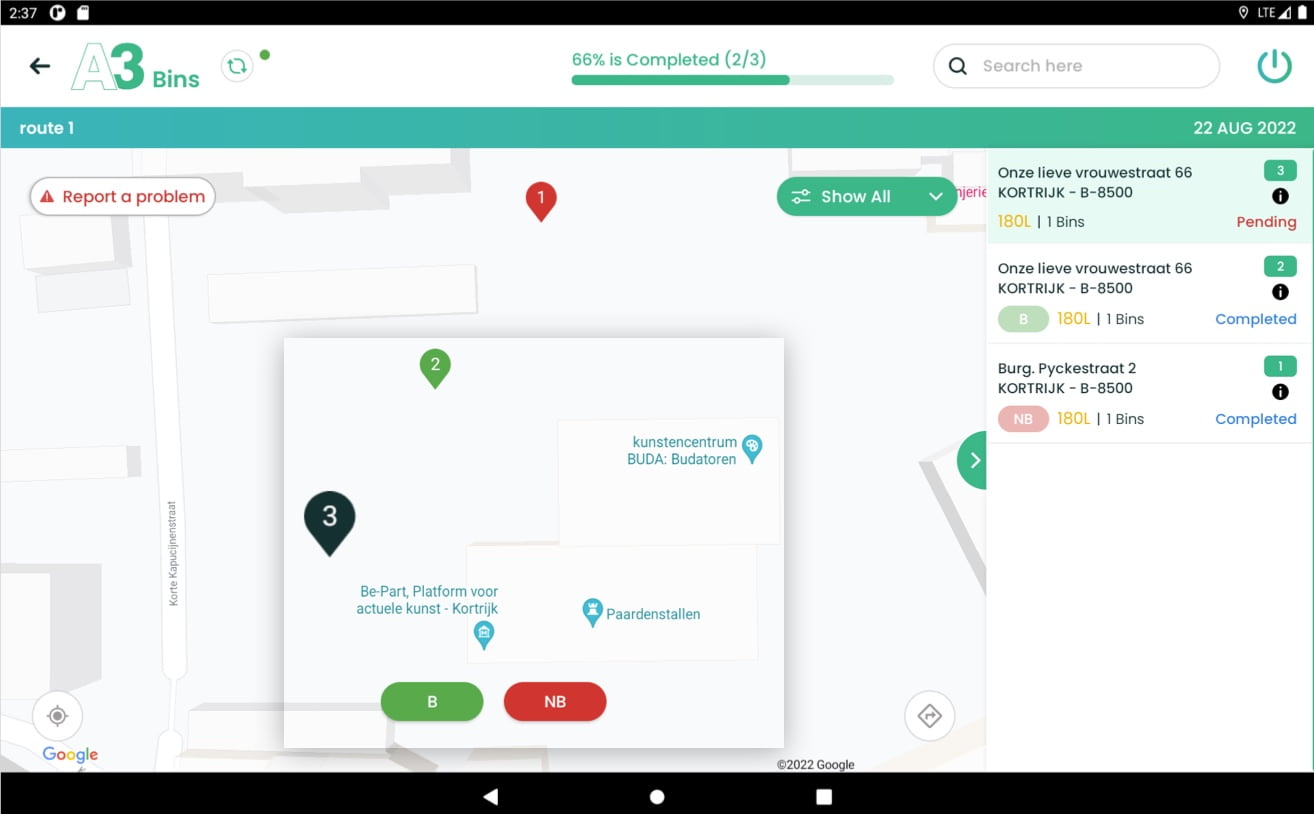 2:37
LTE
A3 Bins
66% is Completed (2/3)
Search here
route 1
22 AUG 2022
Report a problem
1
Show All
njerie
Onze lieve vrouwestraat 66
3
KORTRIJK - B-8500
180L | 1 Bins
Pending
Onze lieve vrouwestraat 66
2
KORTRIJK - B-8500
B
180L | 1 Bins
Completed
Burg. Pyckestraat 2
1
KORTRIJK - B-8500
NB
180L | 1 Bins
Completed
2
kunstencentrum
BUDA: Budatoren
3
Korte Kapucijnenstraat
Be-Part, Platform voor
actuele kunst - Kortrijk
Paardenstallen
B
NB
Google
©2022 Google